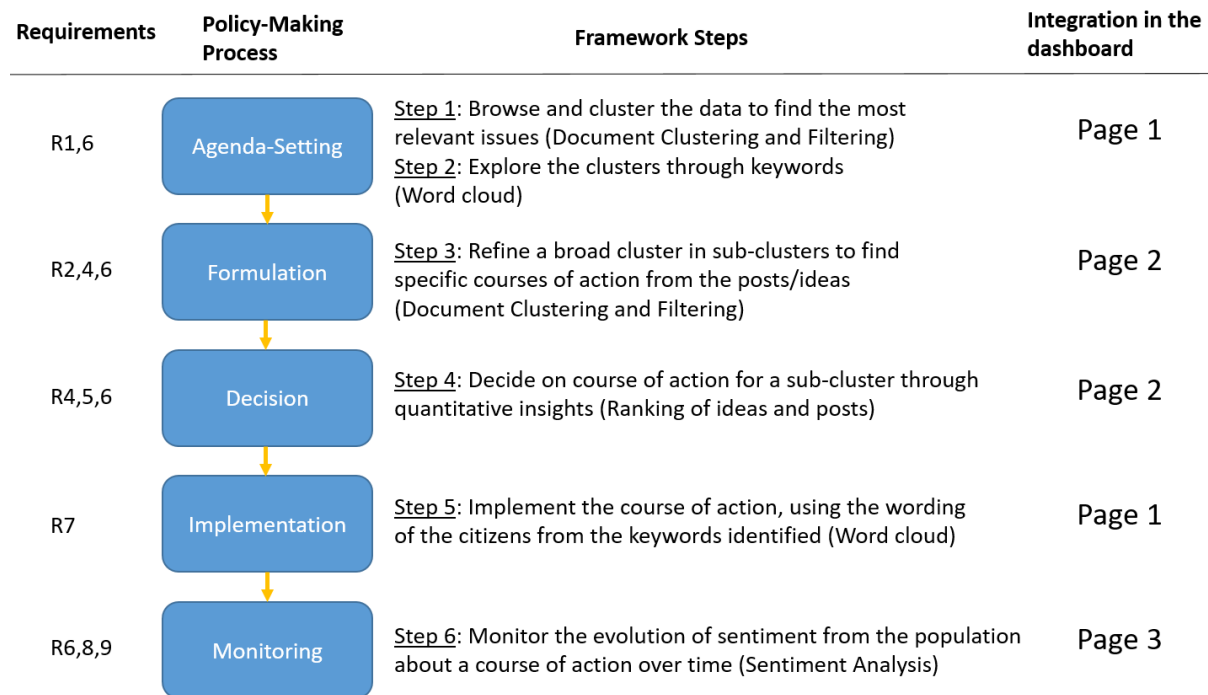 Requirements
Policy-Making
Process
Framework Steps
Integration in the
dashboard
R1,6
Agenda-Setting
Step 1: Browse and cluster the data to find the most
relevant issues (Document Clustering and Filtering)
Step 2: Explore the clusters through keywords
(Word cloud)
Page 1
R2,4,6
Formulation
Step 3: Refine a broad cluster in sub-clusters to find
specific courses of action from the posts/ideas
(Document Clustering and Filtering)
Page 2
R4,5,6
Decision
Step 4: Decide on course of action for a sub-cluster through
quantitative insights (Ranking of ideas and posts)
Page 2
R7
Implementation
Step 5: Implement the course of action, using the wording
of the citizens from the keywords identified (Word cloud)
Page 1
R6,8,9
Monitoring
Step 6: Monitor the evolution of sentiment from the population
about a course of action over time (Sentiment Analysis)
Page 3